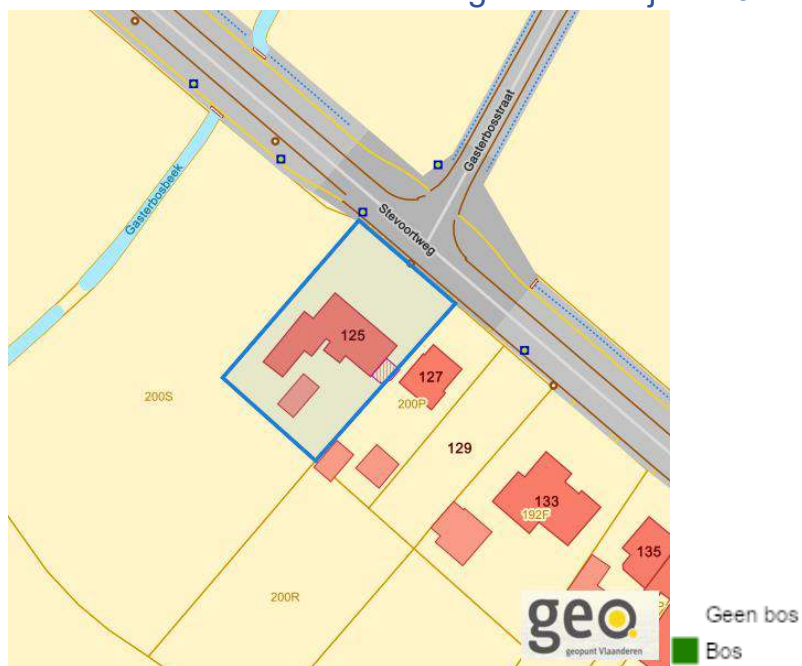 Gasterbosstraat
Gasterbosbeek
Stevoortweg
125
127
200S
200P
129
133
192F
135
200R
geo
geopunt Vlaanderen
Geen bos
Bos